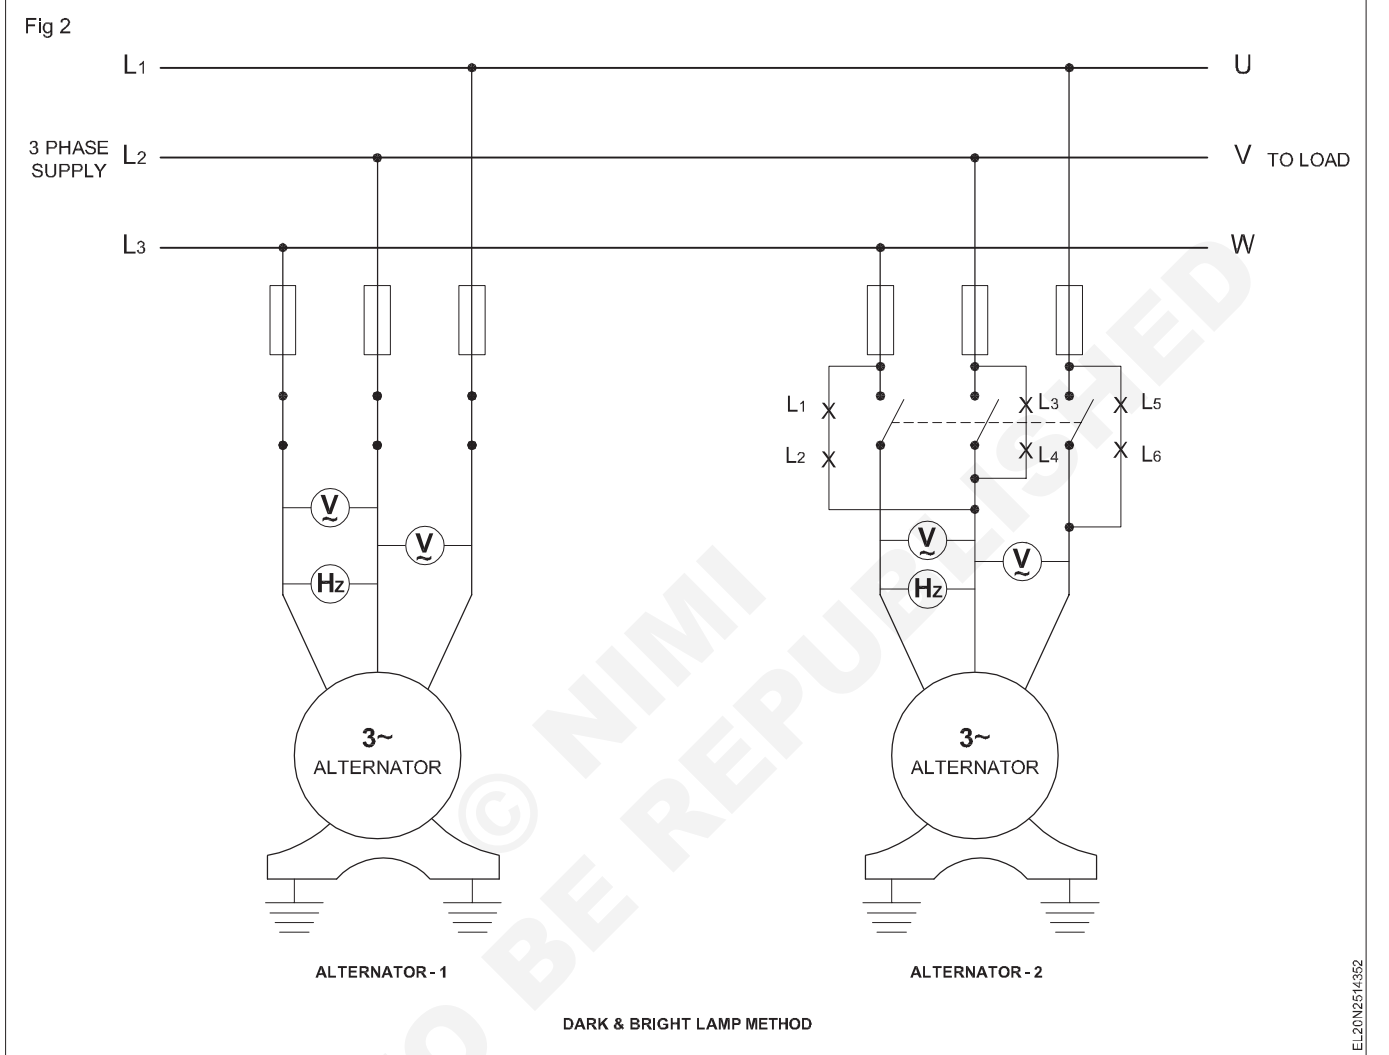 Fig 2
L1
U
3 PHASE
SUPPLY
L2
V
TO LOAD
L3
W
L1
L3
L5
L2
L4
L6
V
~
V
~
V
~
V
~
Hz
Hz
3~
ALTERNATOR
3~
ALTERNATOR
ALTERNATOR - 1
ALTERNATOR - 2
DARK & BRIGHT LAMP METHOD
EL20N2514352
© NIMI
TO BE REPUBLISHED